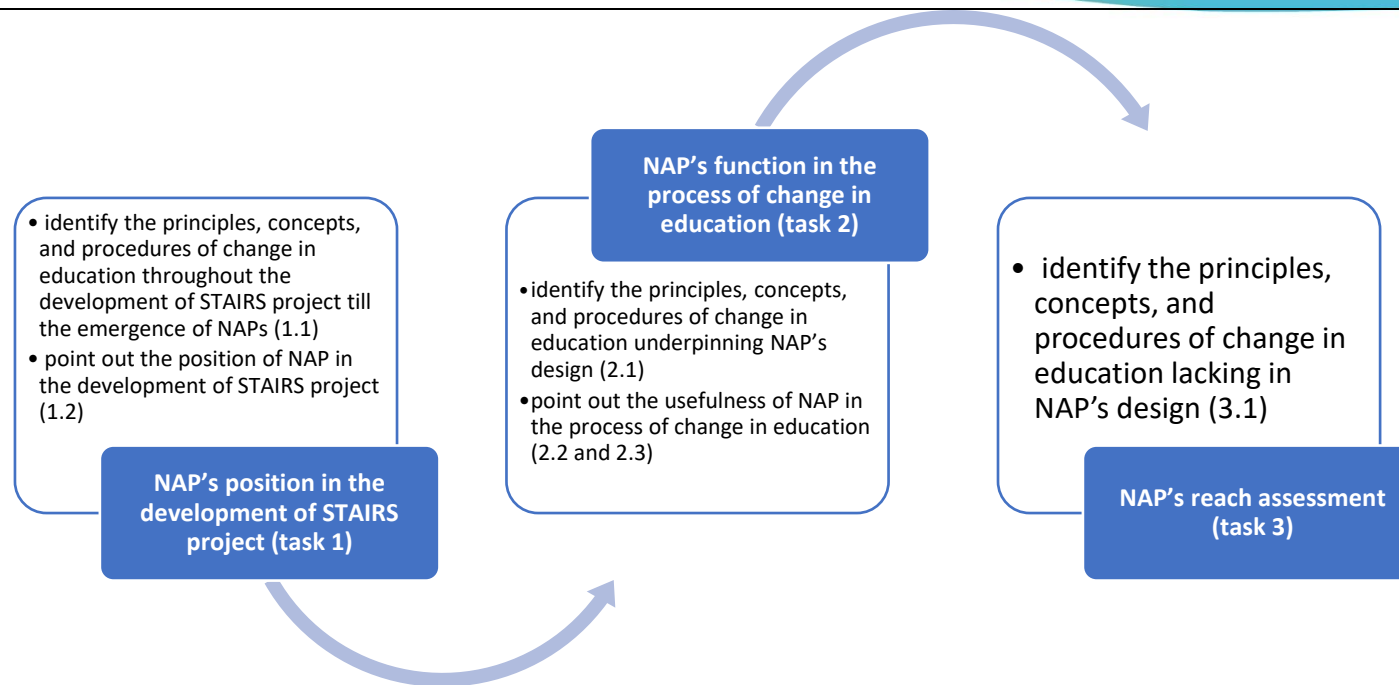 • identify the principles, concepts,
and procedures of change in
education throughout the
development of STAIRS project till
the emergence of NAPs (1.1)
• point out the position of NAP in
the development of STAIRS project
(1.2)
NAP’s position in the
development of STAIRS
project (task 1)
NAP’s function in the
process of change in
education (task 2)
•identify the principles, concepts,
and procedures of change in
education underpinning NAP’s
design (2.1)
•point out the usefulness of NAP in
the process of change in education
(2.2 and 2.3)
• identify the principles,
concepts, and
procedures of change in
education lacking in
NAP’s design (3.1)
NAP’s reach assessment
(task 3)